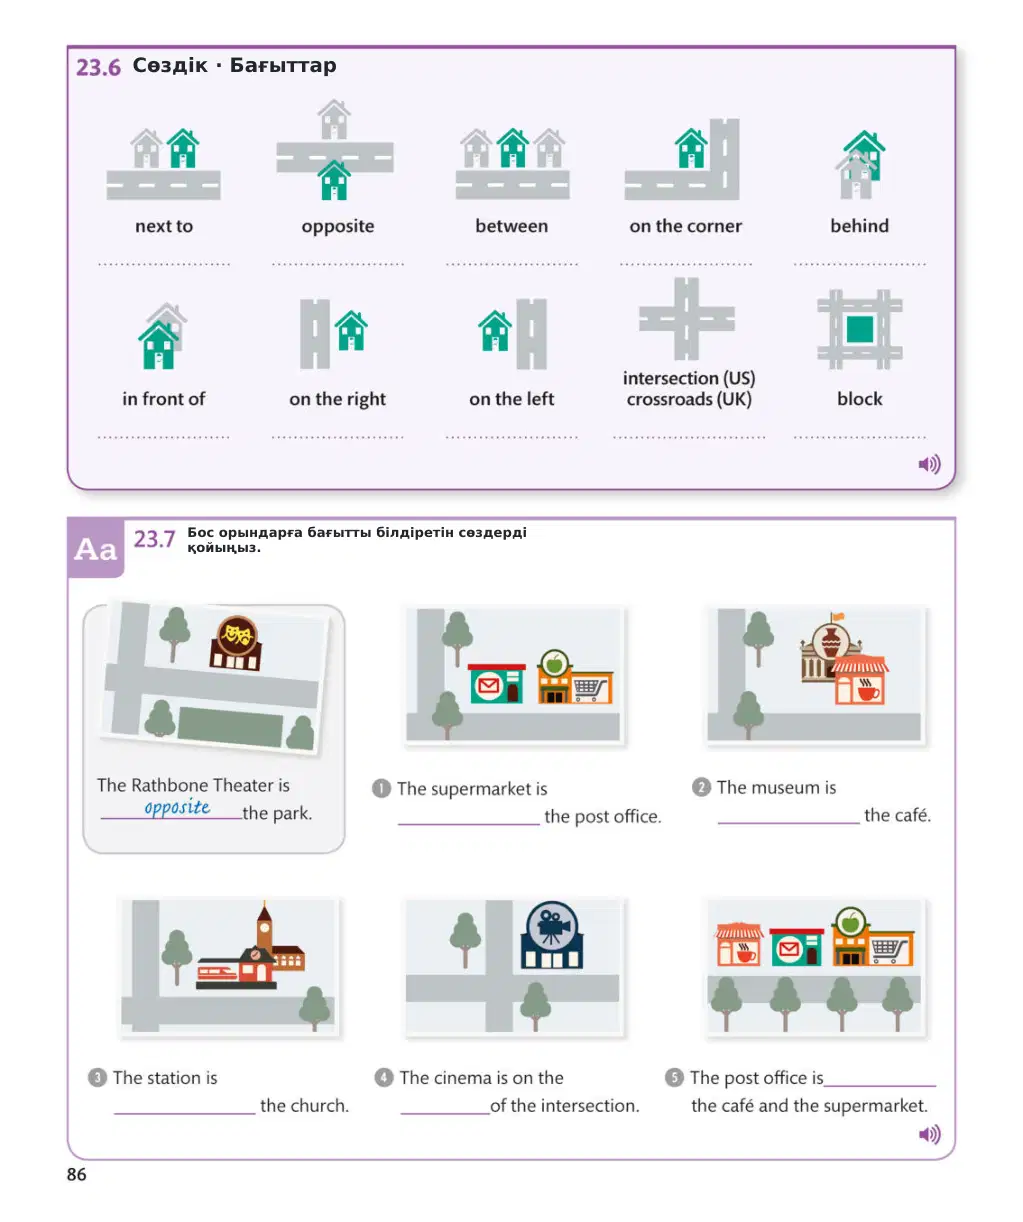 23.6 Сөздік · Бағыттар
next to
opposite
between
on the corner
behind
in front of
on the right
on the left
intersection (US)
crossroads (UK)
block
Aa
23.7 Бос орындарға бағытты білдіретін сөздерді
қойыңыз.
The Rathbone Theater is
opposite the park.
1 The supermarket is
the post office.
2 The museum is
the café.
3 The station is
the church.
4 The cinema is on the
of the intersection.
5 The post office is
the café and the supermarket.
86